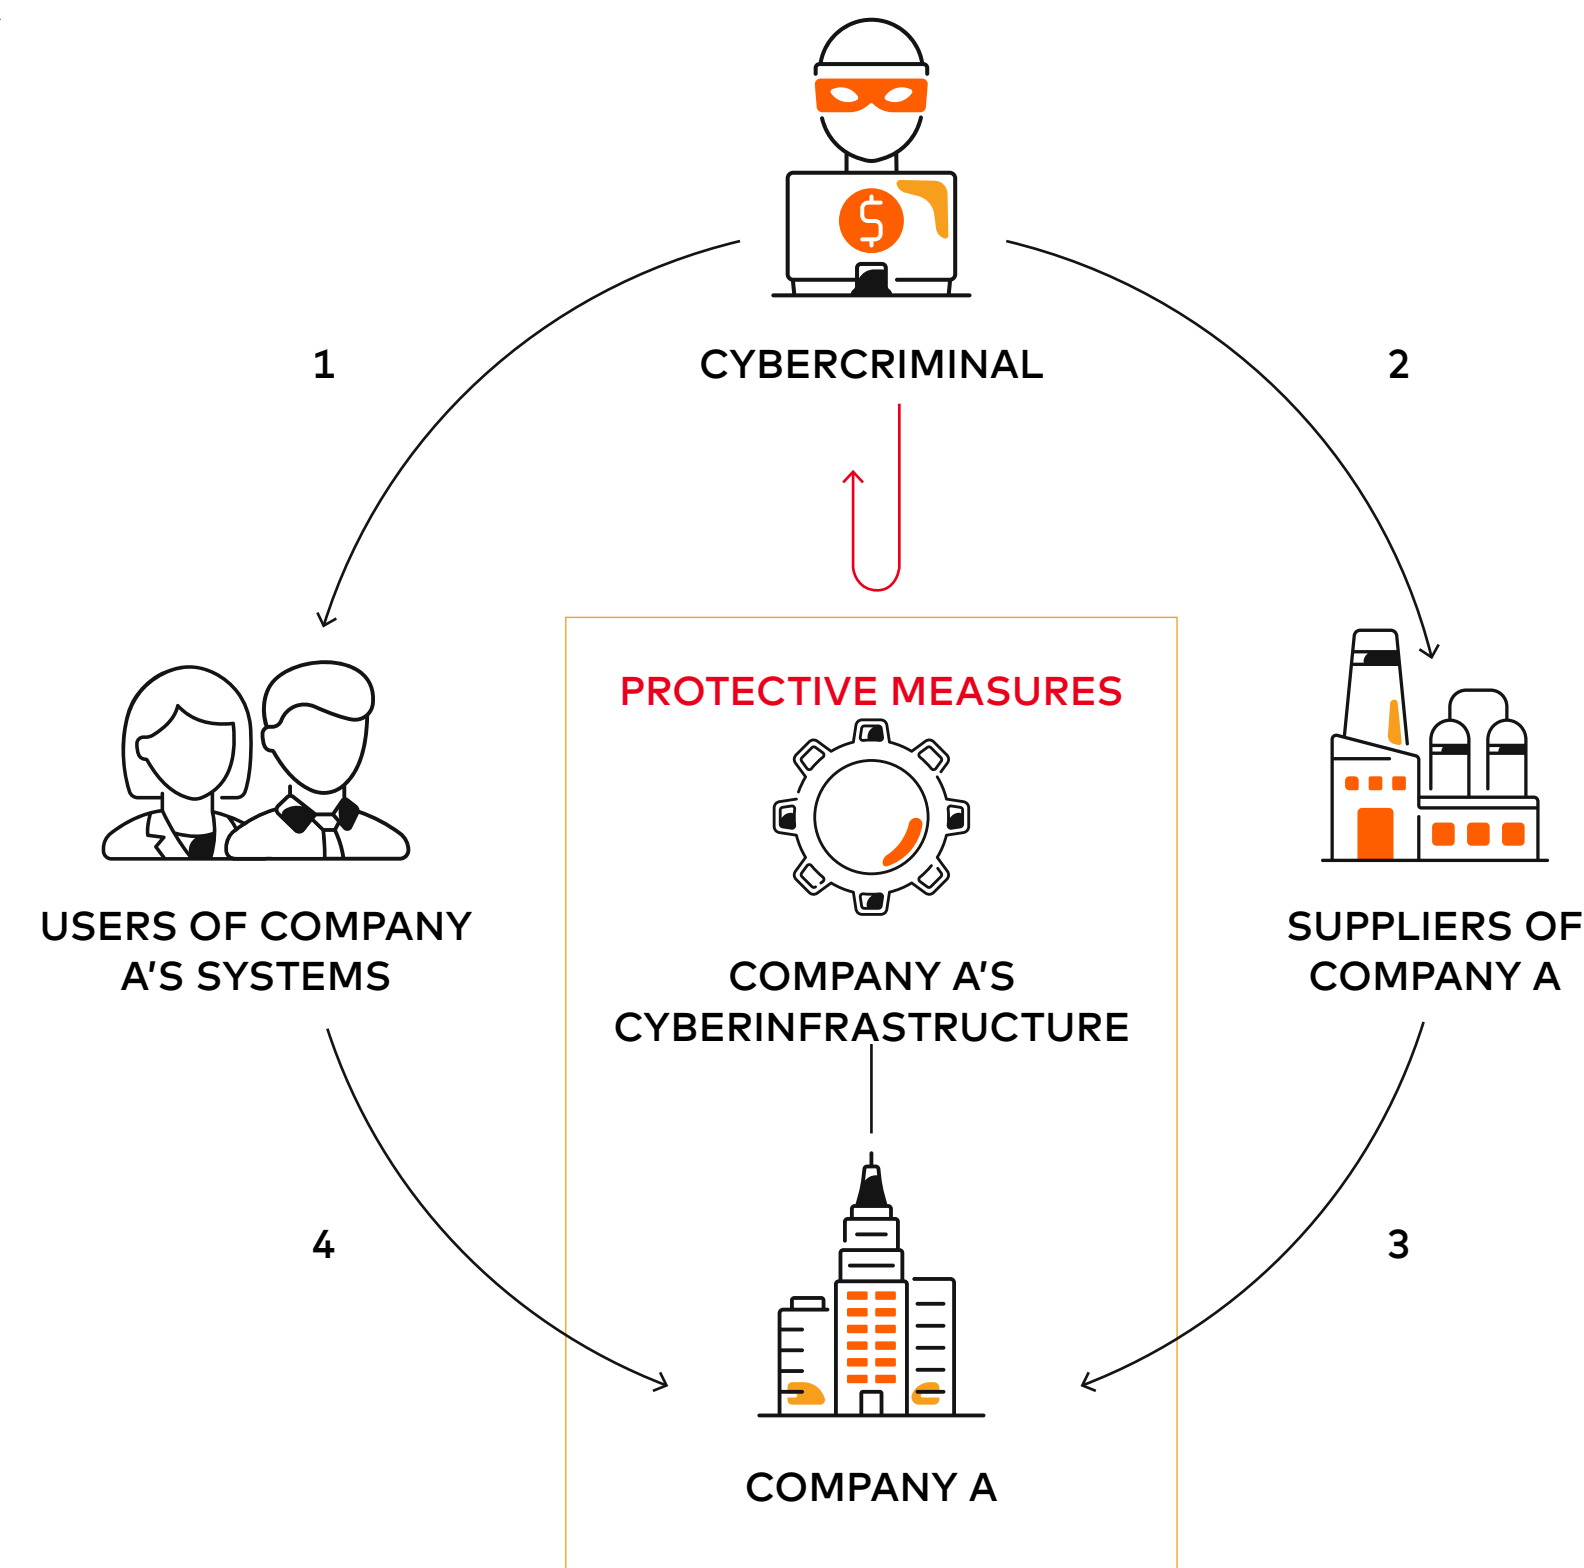 $
CYBERCRIMINAL
1
2
PROTECTIVE MEASURES
USERS OF COMPANY
A'S SYSTEMS
COMPANY A'S
CYBERINFRASTRUCTURE
SUPPLIERS OF
COMPANY A
4
3
COMPANY A